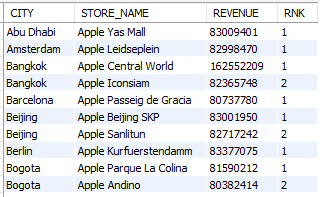 CITY STORE_NAME REVENUE RNK
Abu Dhabi Apple Yas Mall 83009401 1
Amsterdam Apple Leidseplein 82998470 1
Bangkok Apple Central World 162552209 1
Bangkok Apple Iconsiam 82365748 2
Barcelona Apple Passeig de Gracia 80737780 1
Beijing Apple Beijing SKP 83001950 1
Beijing Apple Sanlitun 82717242 2
Berlin Apple Kurfuerstendamm 83377075 1
Bogota Apple Parque La Colina 81590212 1
Bogota Apple Andino 80382414 2